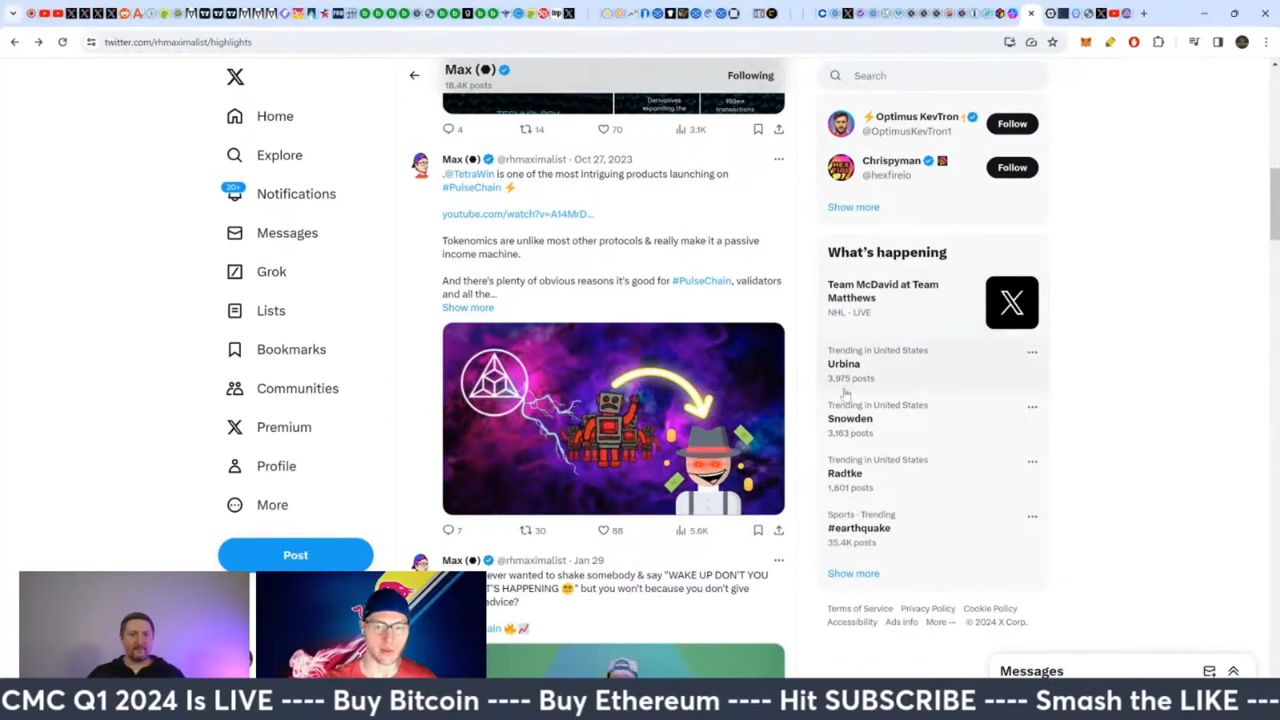 twitter.com/rhmaximalist/highlights
Home
Explore
20+
Notifications
Messages
Grok
Lists
Bookmarks
Communities
Premium
Profile
More
Post
Max (⬣)
18.4K posts
Following
Derivatives
expanding the
950m+
transactions
4
14
70
3.1K
Max (⬣) @rhmaximalist · Oct 27, 2023
.@TetraWin is one of the most intriguing products launching on
#PulseChain ⚡
youtube.com/watch?v=A14MrD...
Tokenomics are unlike most other protocols & really make it a passive
income machine.
And there's plenty of obvious reasons it's good for #PulseChain, validators
and all the...
Show more
7
30
88
5.6K
Max (⬣) @rhmaximalist · Jan 29
ever wanted to shake somebody & say "WAKE UP DON'T YOU
T'S HAPPENING 😁" but you won't because you don't give
advice?
ain 🔥📈
Search
⚡Optimus KevTron
@OptimusKevTron1
Follow
Chrispyman
@hexfireio
Follow
Show more
What's happening
Team McDavid at Team
Matthews
NHL · LIVE
Trending in United States
Urbina
3,975 posts
Trending in United States
Snowden
3,163 posts
Trending in United States
Radtke
1,801 posts
Sports · Trending
#earthquake
35.4K posts
Show more
Terms of Service Privacy Policy Cookie Policy
Accessibility Ads info More ··· © 2024 X Corp.
Messages
CMC Q1 2024 Is LIVE ---- Buy Bitcoin ---- Buy Ethereum ---- Hit SUBSCRIBE ---- Smash the LIKE ---